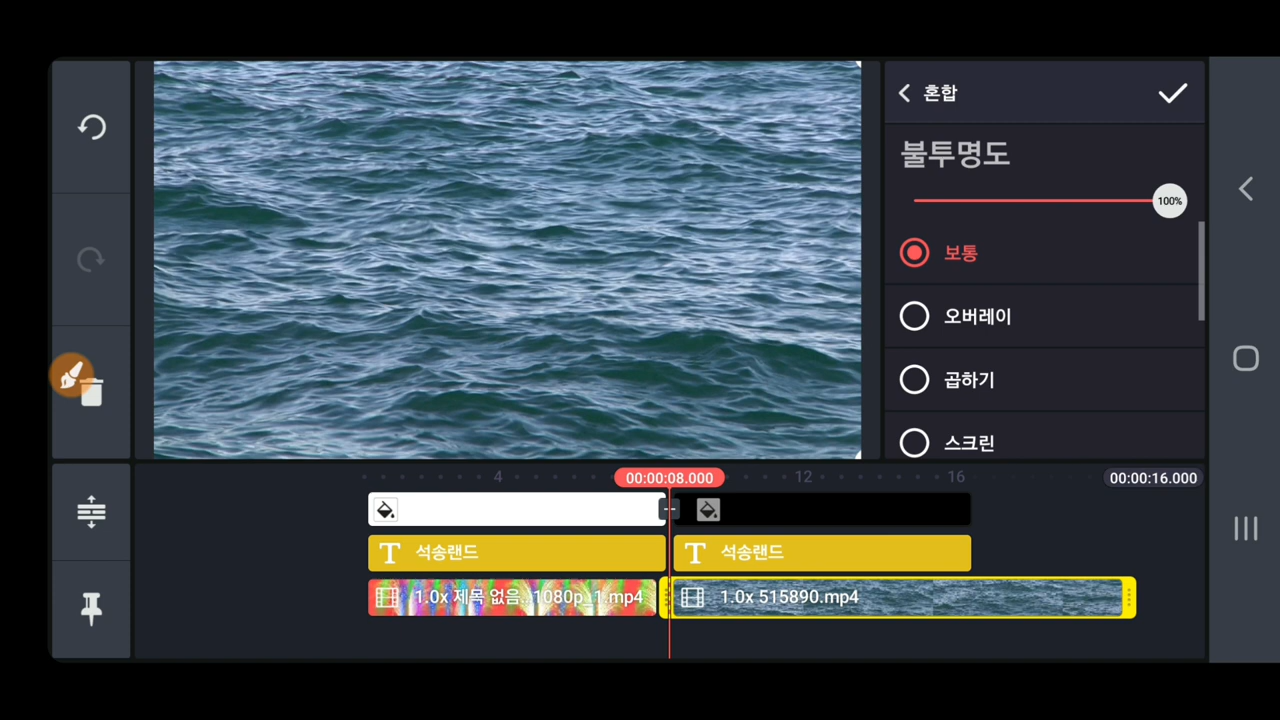 혼합
불투명도
100%
보통
오버레이
곱하기
스크린
4
00:00:08.000
12
16
00:00:16.000
T 석송랜드
T 석송랜드
1.0x 제목 없음...1080p_1.mp4
1.0x 515890.mp4